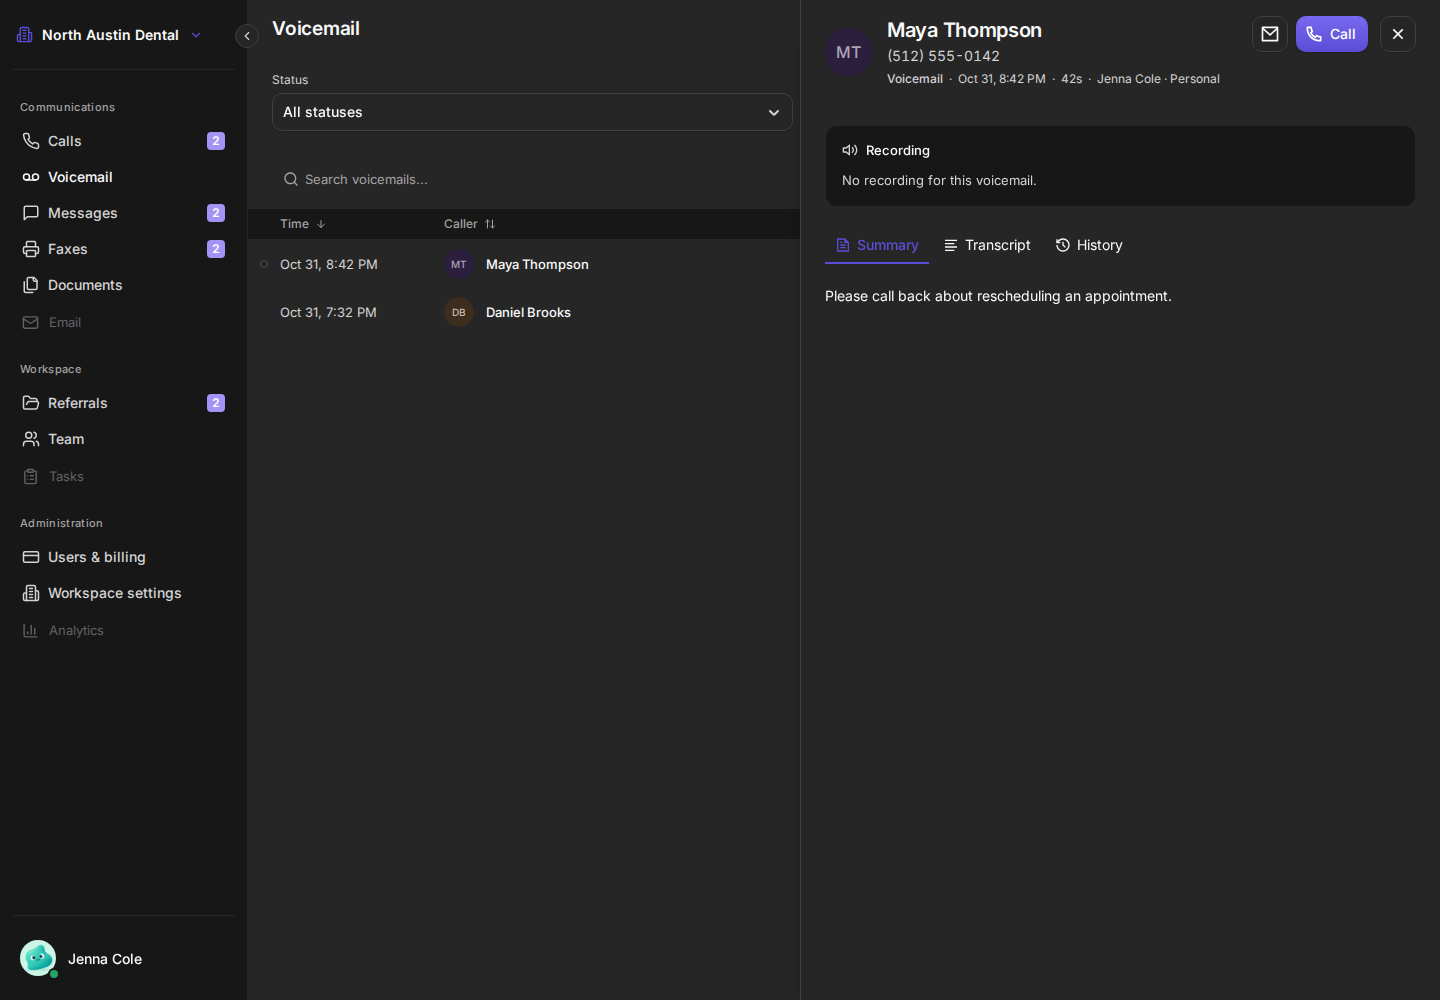 North Austin Dental
Communications
Calls 2
Voicemail
Messages 2
Faxes 2
Documents
Email
Workspace
Referrals 2
Team
Tasks
Administration
Users & billing
Workspace settings
Analytics
Jenna Cole
Voicemail
Status
All statuses
Search voicemails...
Time Caller
Oct 31, 8:42 PM MT Maya Thompson
Oct 31, 7:32 PM DB Daniel Brooks
MT
Maya Thompson
(512) 555-0142
Voicemail · Oct 31, 8:42 PM · 42s · Jenna Cole · Personal
Call
Recording
No recording for this voicemail.
Summary Transcript History
Please call back about rescheduling an appointment.